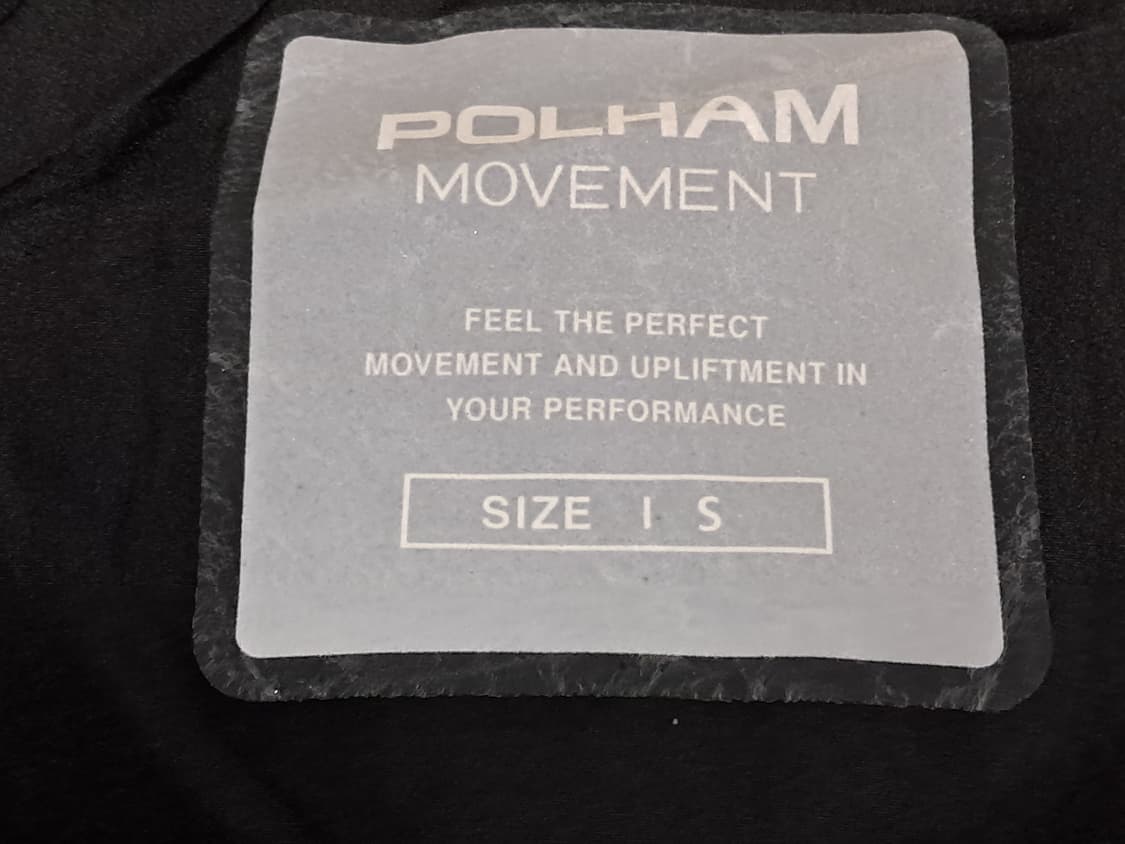 POLHAM
MOVEMENT
FEEL THE PERFECT
MOVEMENT AND UPLIFTMENT IN
YOUR PERFORMANCE
SIZE | S